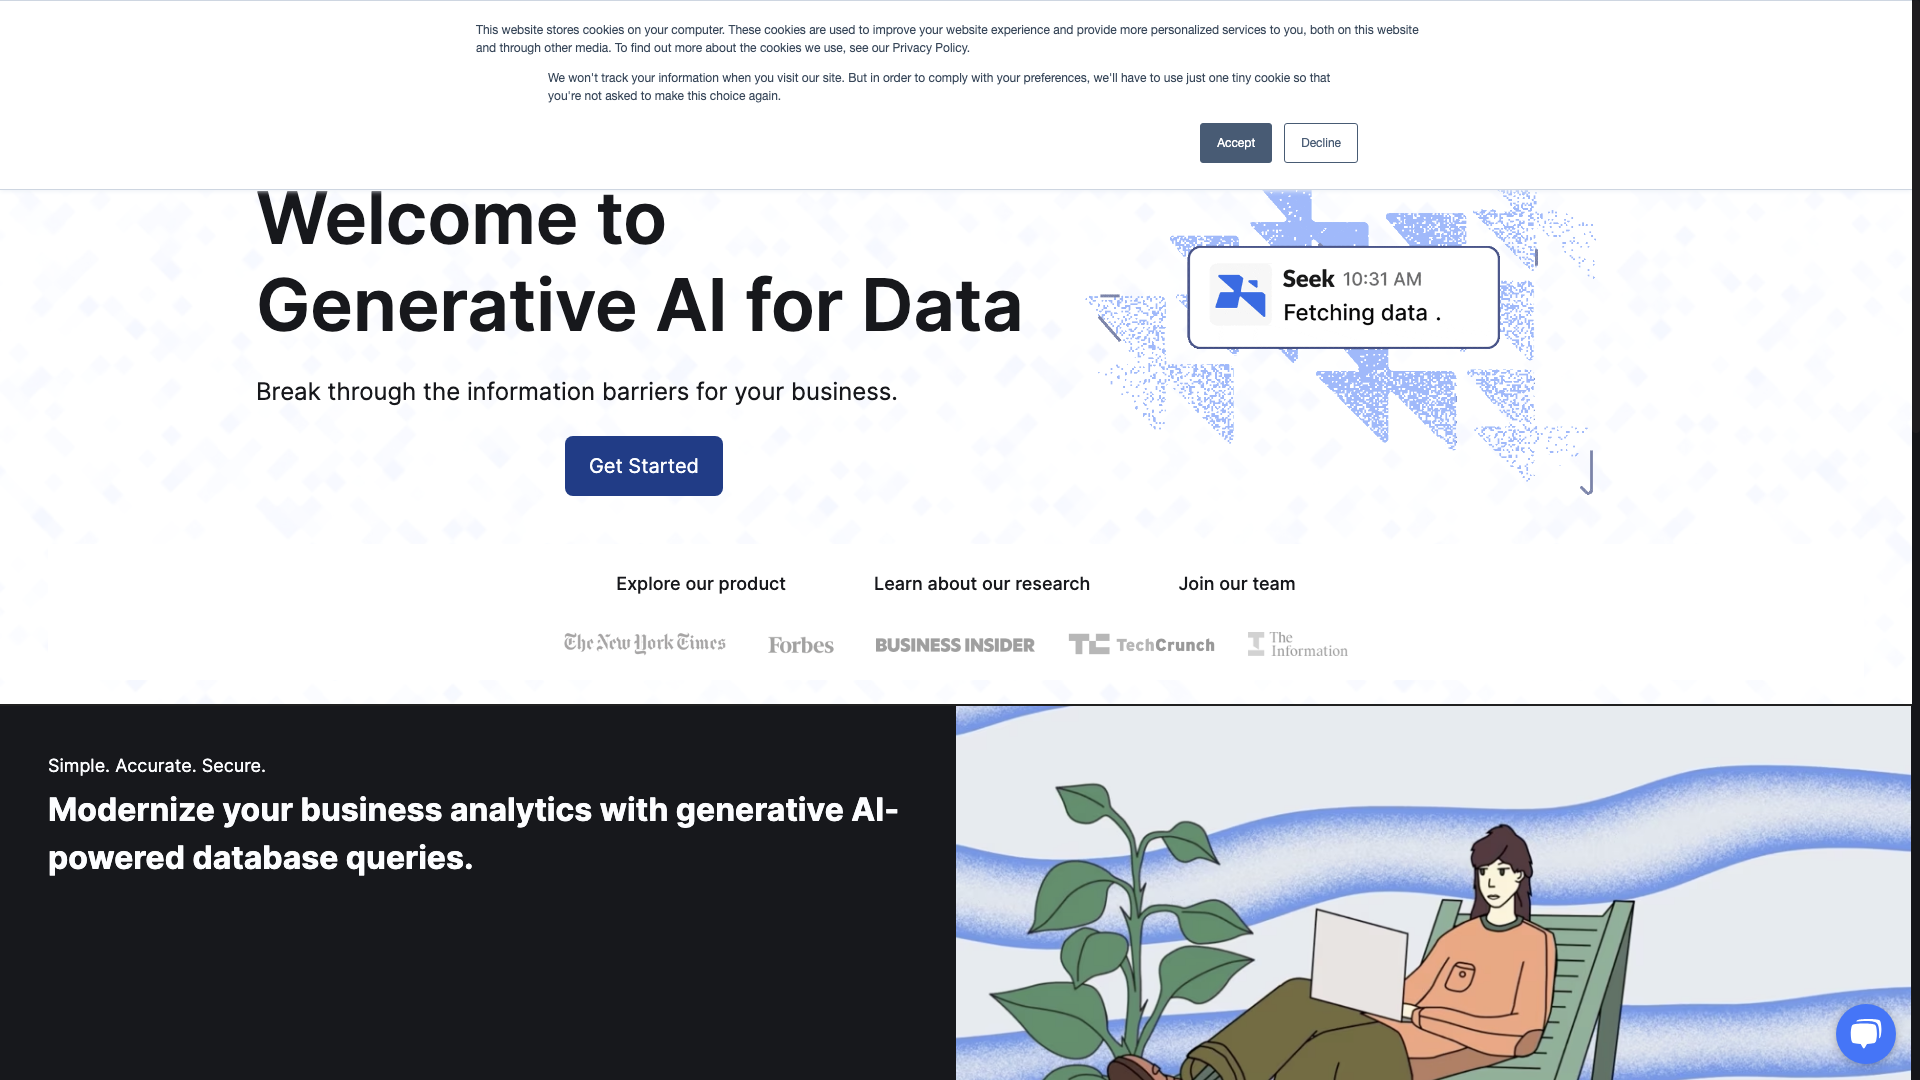 This website stores cookies on your computer. These cookies are used to improve your website experience and provide more personalized services to you, both on this website
and through other media. To find out more about the cookies we use, see our Privacy Policy.
We won't track your information when you visit our site. But in order to comply with your preferences, we'll have to use just one tiny cookie so that
you're not asked to make this choice again.
Accept
Decline
Welcome to
Generative AI for Data
Seek 10:31 AM
Fetching data .
Break through the information barriers for your business.
Get Started
Explore our product
Learn about our research
Join our team
The New York Times
Forbes
BUSINESS INSIDER
TC TechCrunch
The
Information
Simple. Accurate. Secure.
Modernize your business analytics with generative AI-
powered database queries.